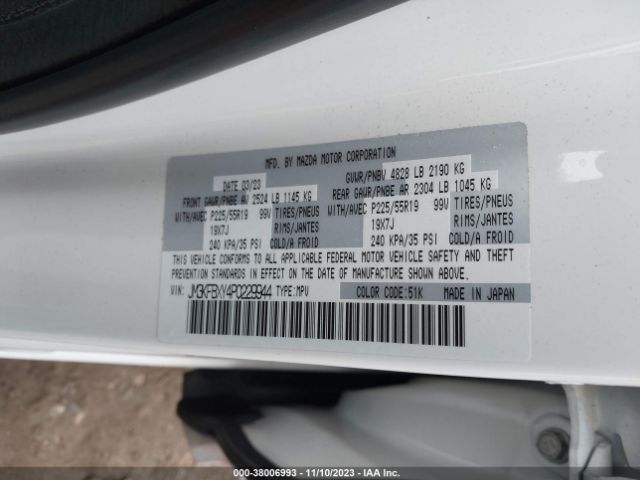 MFD. BY MAZDA MOTOR CORPORATION
DATE 03/23 GVWR/PNBV 4828 LB 2190 KG
FRONT GAWR/PNBE AV 2524 LB 1145 KG REAR GAWR/PNBE AR 2304 LB 1045 KG
WITH/AVEC P225/55R19 99V TIRES/PNEUS WITH/AVEC P225/55R19 99V TIRES/PNEUS
19X7J RIMS/JANTES 19X7J RIMS/JANTES
240 KPA/35 PSI COLD/A FROID 240 KPA/35 PSI COLD/A FROID
THIS VEHICLE CONFORMS TO ALL APPLICABLE FEDERAL MOTOR VEHICLE SAFETY AND THEFT
PREVENTION STANDARDS IN EFFECT ON THE DATE OF MANUFACTURE SHOWN ABOVE.
VIN: JM3KFBXY4P0229944 TYPE:MPV COLOR CODE:51K MADE IN JAPAN
000-38006993 - 11/10/2023 - IAA Inc.